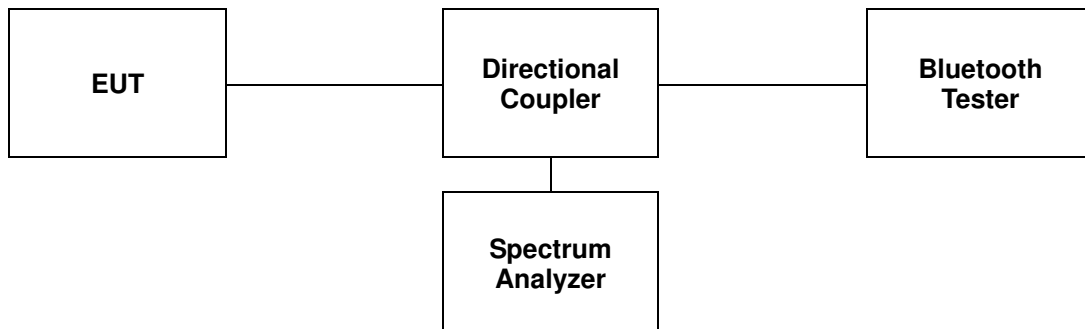 EUT
Directional
Coupler
Bluetooth
Tester
Spectrum
Analyzer